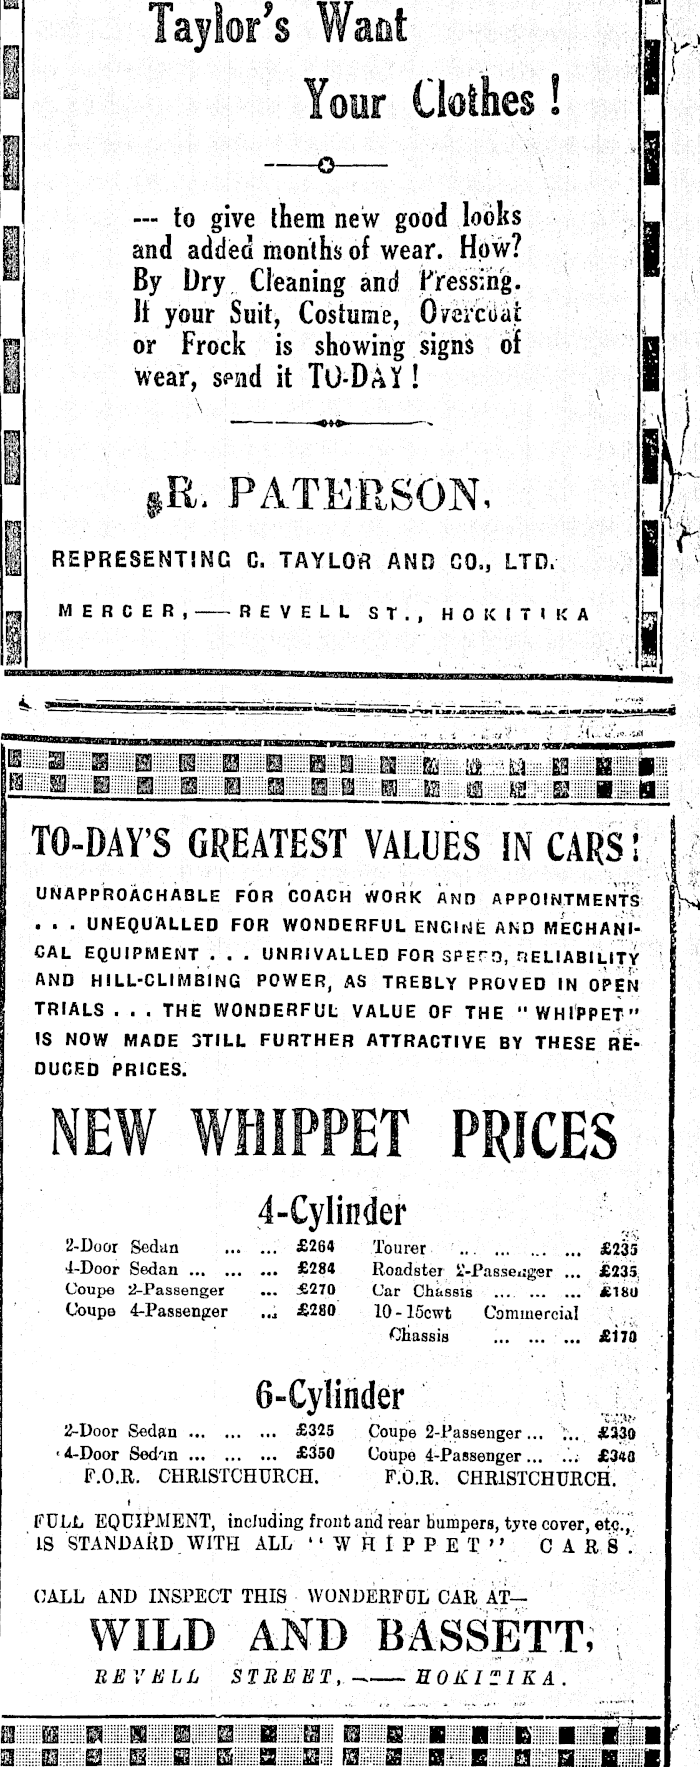 Taylor's Want
Your Clothes !
--- to give them new good looks
and added months of wear. How?
By Dry Cleaning and Pressing.
If your Suit, Costume, Overcoat
or Frock is showing signs of
wear, send it TO-DAY !
R. PATERSON,
REPRESENTING C. TAYLOR AND CO., LTD.
MERCER,—REVELL ST., HOKITIKA
TO-DAY'S GREATEST VALUES IN CARS!
UNAPPROACHABLE FOR COACH WORK AND APPOINTMENTS
. . . UNEQUALLED FOR WONDERFUL ENGINE AND MECHANI-
CAL EQUIPMENT . . . UNRIVALLED FOR SPEED, RELIABILITY
AND HILL-CLIMBING POWER, AS TREBLY PROVED IN OPEN
TRIALS . . . THE WONDERFUL VALUE OF THE "WHIPPET"
IS NOW MADE STILL FURTHER ATTRACTIVE BY THESE RE-
DUCED PRICES.
NEW WHIPPET PRICES
4-Cylinder
2-Door Sedan ... ... £264 Tourer ... ... ... ... £235
4-Door Sedan ... ... ... £284 Roadster 2-Passenger ... £235
Coupe 2-Passenger ... £270 Car Chassis ... ... ... £180
Coupe 4-Passenger ... £280 10-15cwt Commercial
Chassis ... ... ... £170
6-Cylinder
2-Door Sedan ... ... ... £325 Coupe 2-Passenger ... ... £330
4-Door Sedan ... ... ... £350 Coupe 4-Passenger ... ... £340
F.O.R. CHRISTCHURCH. F.O.R. CHRISTCHURCH.
FULL EQUIPMENT, including front and rear bumpers, tyre cover, etc.,
IS STANDARD WITH ALL "WHIPPET" CARS.
CALL AND INSPECT THIS WONDERFUL CAR AT—
WILD AND BASSETT,
REVELL STREET,—— HOKITIKA.